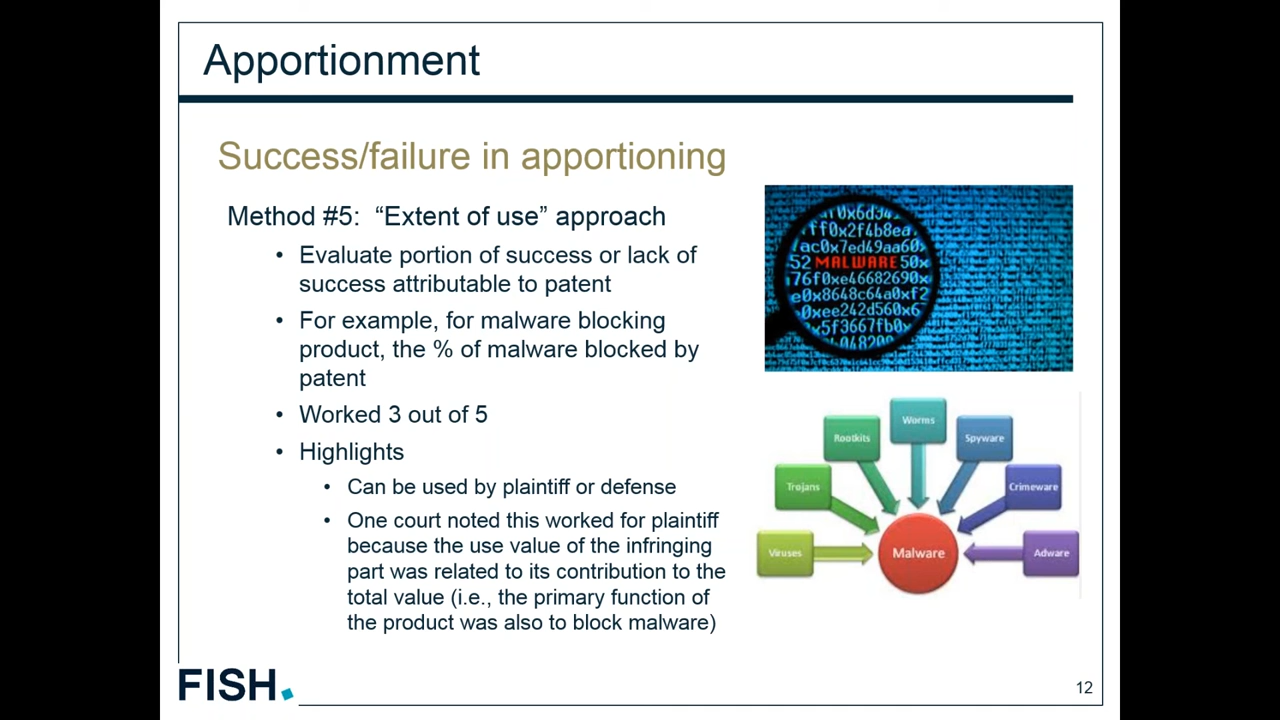 Apportionment
Success/failure in apportioning
Method #5: “Extent of use” approach
• Evaluate portion of success or lack of
success attributable to patent
• For example, for malware blocking
product, the % of malware blocked by
patent
• Worked 3 out of 5
• Highlights
• Can be used by plaintiff or defense
• One court noted this worked for plaintiff
because the use value of the infringing
part was related to its contribution to the
total value (i.e., the primary function of
the product was also to block malware)
52 MALWARE 50x
76f0xe46682690x
e0x8648c64a0xf2
Viruses
Trojans
Rootkits
Worms
Spyware
Crimeware
Adware
Malware
FISH.
12